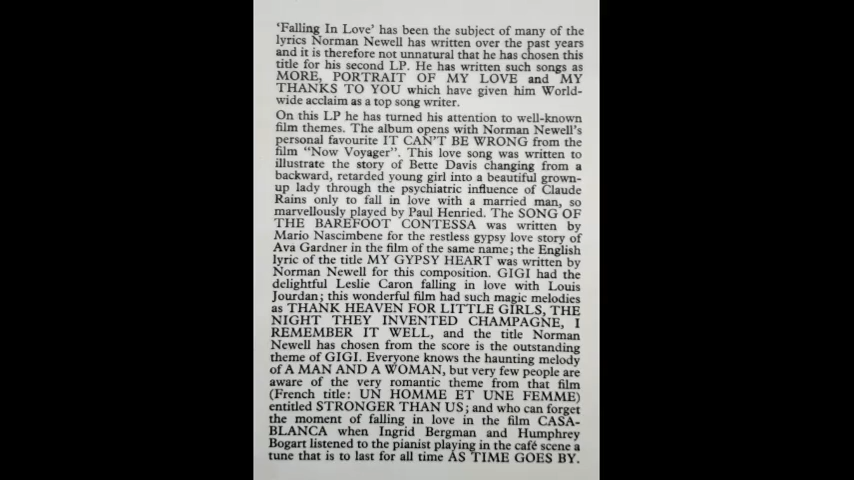 ‘Falling In Love’ has been the subject of many of the
lyrics Norman Newell has written over the past years
and it is therefore not unnatural that he has chosen this
title for his second LP. He has written such songs as
MORE, PORTRAIT OF MY LOVE and MY
THANKS TO YOU which have given him World-
wide acclaim as a top song writer.
On this LP he has turned his attention to well-known
film themes. The album opens with Norman Newell’s
personal favourite IT CAN’T BE WRONG from the
film “Now Voyager”. This love song was written to
illustrate the story of Bette Davis changing from a
backward, retarded young girl into a beautiful grown-
up lady through the psychiatric influence of Claude
Rains only to fall in love with a married man, so
marvellously played by Paul Henried. The SONG OF
THE BAREFOOT CONTESSA was written by
Mario Nascimbene for the restless gypsy love story of
Ava Gardner in the film of the same name; the English
lyric of the title MY GYPSY HEART was written by
Norman Newell for this composition. GIGI had the
delightful Leslie Caron falling in love with Louis
Jourdan; this wonderful film had such magic melodies
as THANK HEAVEN FOR LITTLE GIRLS, THE
NIGHT THEY INVENTED CHAMPAGNE, I
REMEMBER IT WELL, and the title Norman
Newell has chosen from the score is the outstanding
theme of GIGI. Everyone knows the haunting melody
of A MAN AND A WOMAN, but very few people are
aware of the very romantic theme from that film
(French title: UN HOMME ET UNE FEMME)
entitled STRONGER THAN US; and who can forget
the moment of falling in love in the film CASA-
BLANCA when Ingrid Bergman and Humphrey
Bogart listened to the pianist playing in the café scene a
tune that is to last for all time AS TIME GOES BY.